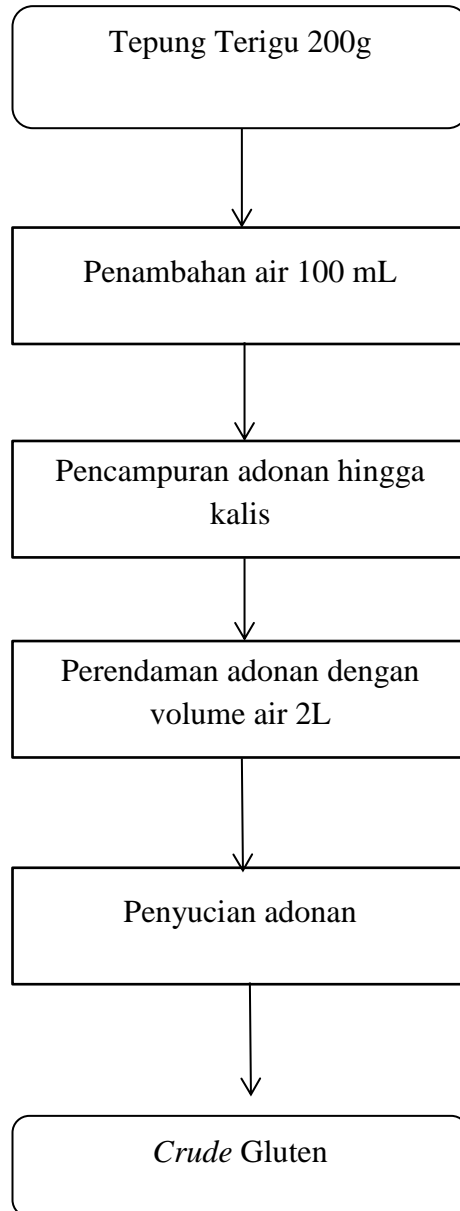 Tepung Terigu 200g
Penambahan air 100 mL
Pencampuran adonan hingga
kalis
Perendaman adonan dengan
volume air 2L
Penyucian adonan
Crude Gluten